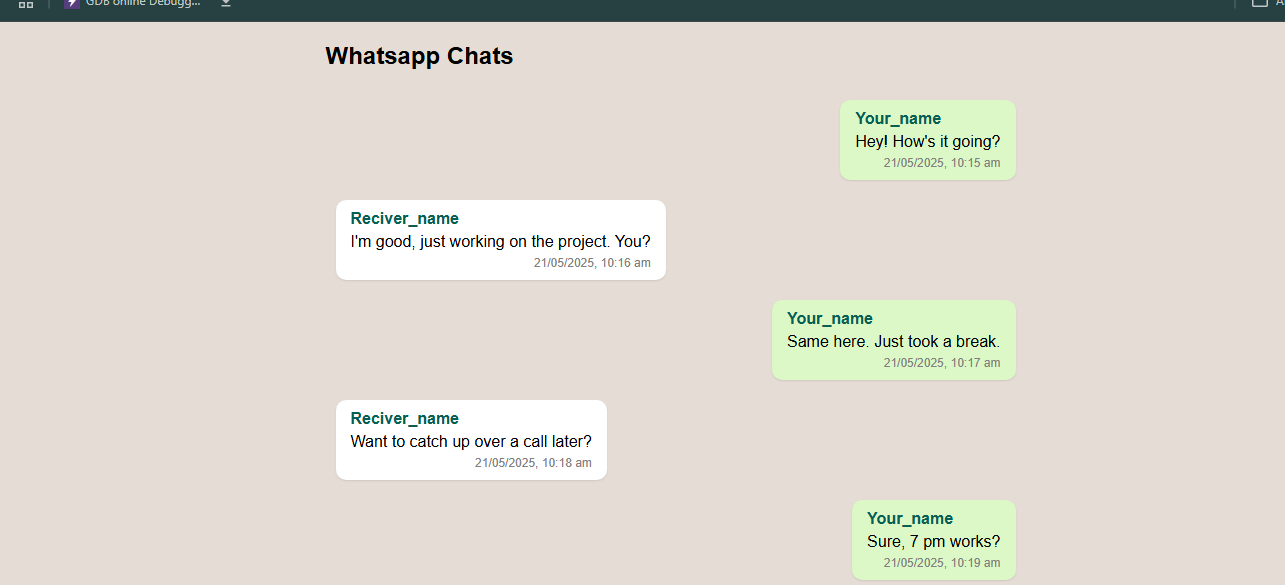 GDB online Debugg...
Whatsapp Chats
Your_name
Hey! How's it going?
21/05/2025, 10:15 am
Reciver_name
I'm good, just working on the project. You?
21/05/2025, 10:16 am
Your_name
Same here. Just took a break.
21/05/2025, 10:17 am
Reciver_name
Want to catch up over a call later?
21/05/2025, 10:18 am
Your_name
Sure, 7 pm works?
21/05/2025, 10:19 am